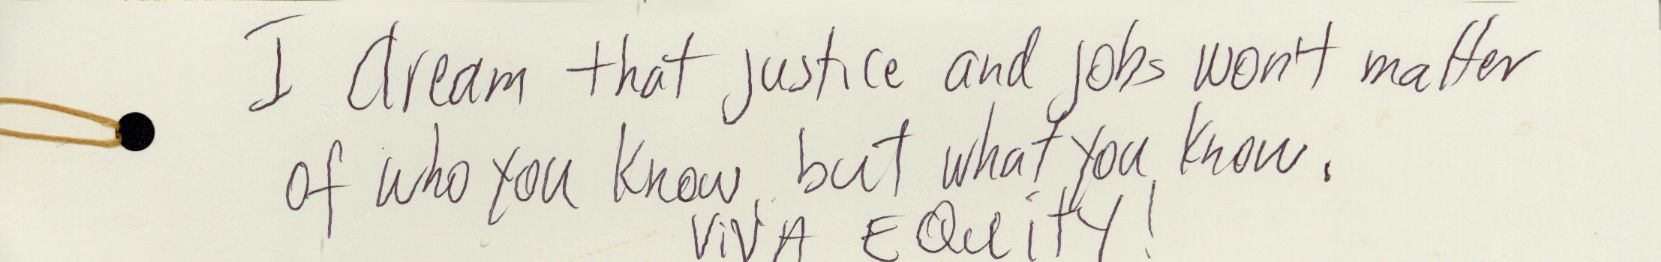 I dream that justice and jobs won't matter
of who you know, but what you know.
ViVA EQuiTY!